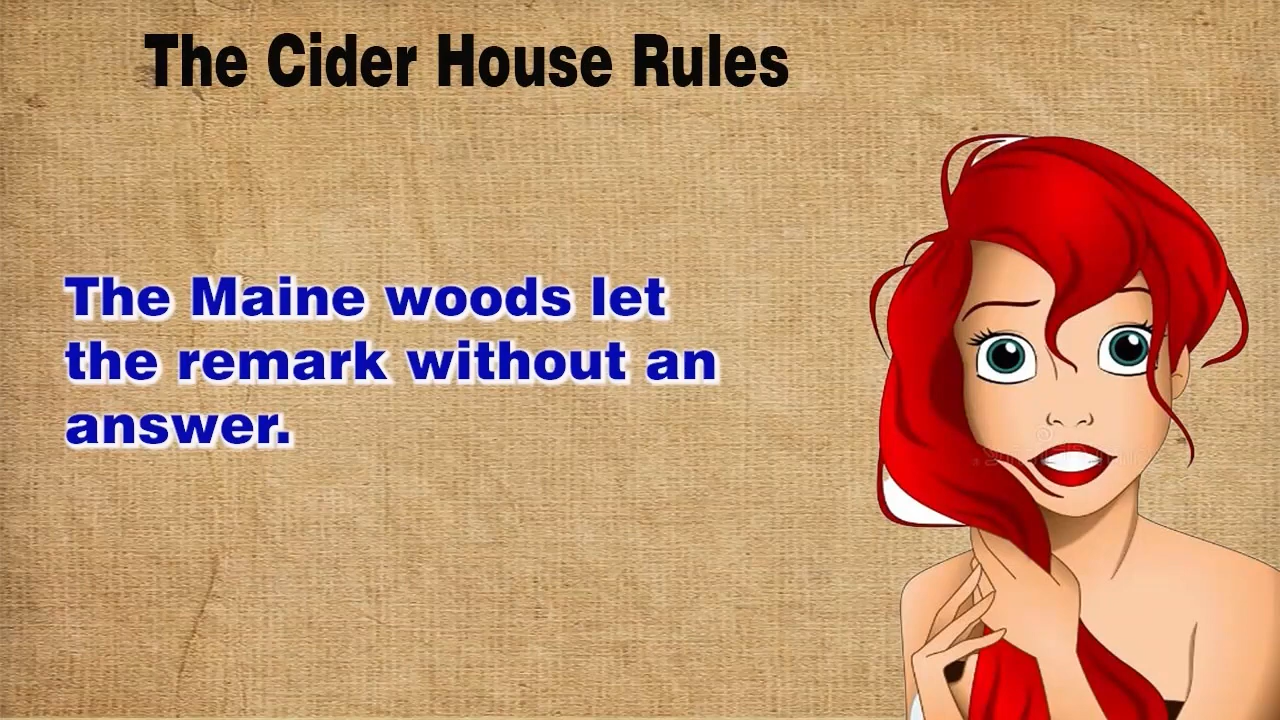 The Cider House Rules
The Maine woods let
the remark without an
answer.